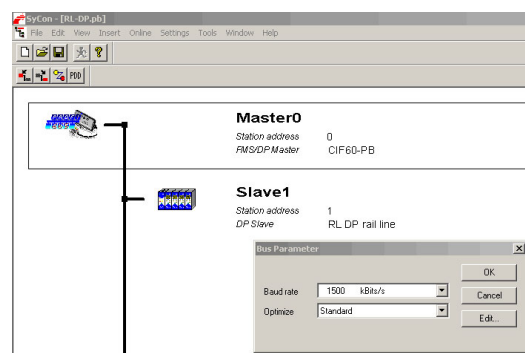 SyCon - [RL-DP.pb]
File Edit View Insert Online Settings Tools Window Help
PDD
Master0
Station address 0
FMS/DP Master CIF60-PB
Slave1
Station address 1
DP Slave RL DP rail line
Bus Parameter
OK
Baud rate 1500 kBits/s
Cancel
Optimize Standard
Edit...